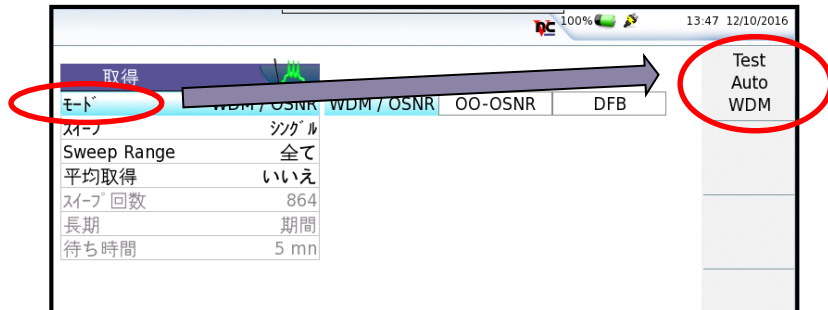 100% 13:47 12/10/2016
Test
Auto
WDM
取得
ﾓｰﾄﾞ WDM / OSNR WDM / OSNR OO-OSNR DFB
ｽｲｰﾌﾟ ｼﾝｸﾞﾙ
Sweep Range 全て
平均取得 いいえ
ｽｲｰﾌﾟ回数 864
長期 期間
待ち時間 5 mn